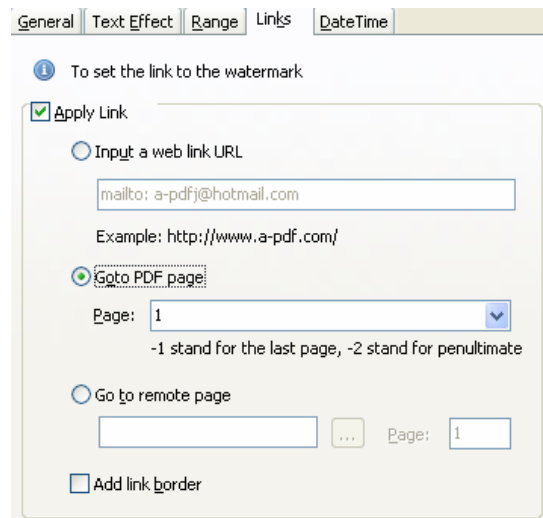 General Text Effect Range Links DateTime
To set the link to the watermark
Apply Link
Input a web link URL
mailto: a-pdfj@hotmail.com
Example: http://www.a-pdf.com/
Goto PDF page
Page: 1
-1 stand for the last page, -2 stand for penultimate
Go to remote page
... Page: 1
Add link border